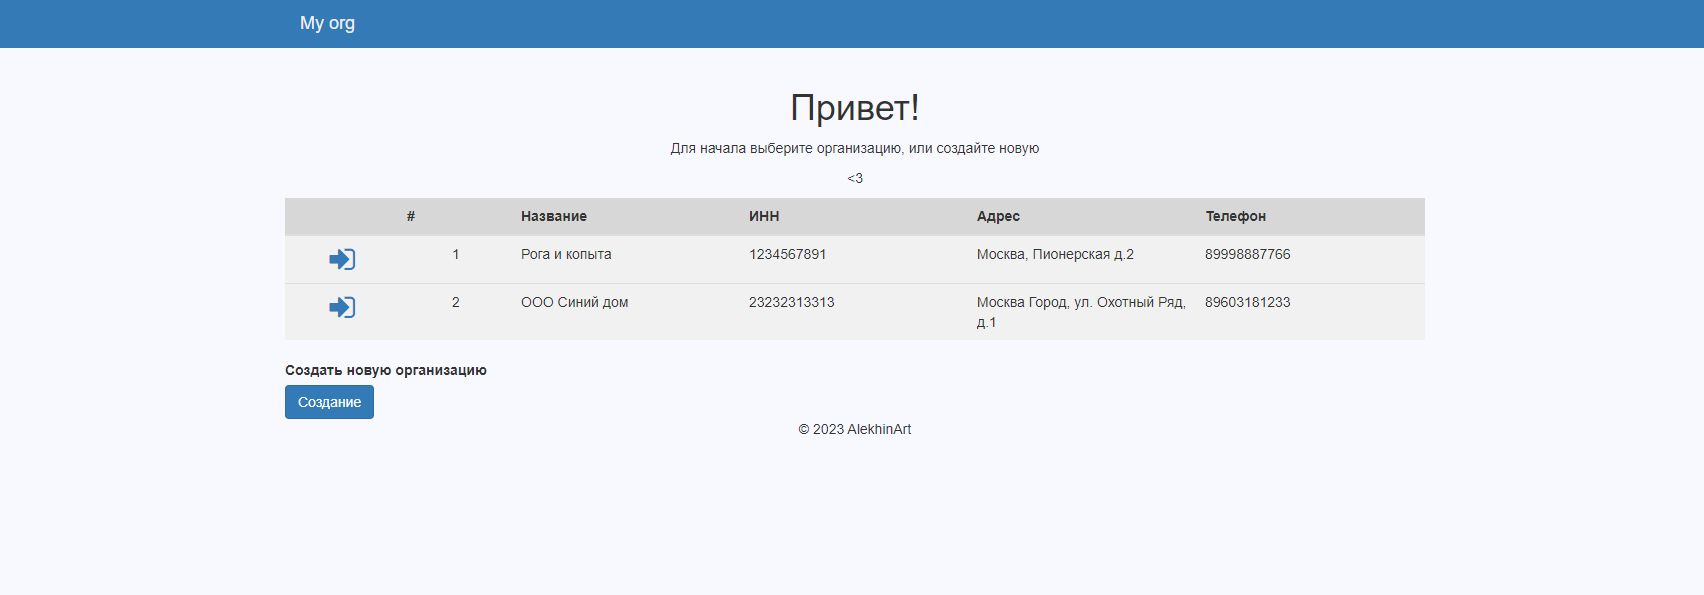 My org
Привет!
Для начала выберите организацию, или создайте новую
<3
# Название ИНН Адрес Телефон
1 Рога и копыта 1234567891 Москва, Пионерская д.2 89998887766
2 ООО Синий дом 23232313313 Москва Город, ул. Охотный Ряд, 89603181233
д.1
Создать новую организацию
Создание
© 2023 AlekhinArt